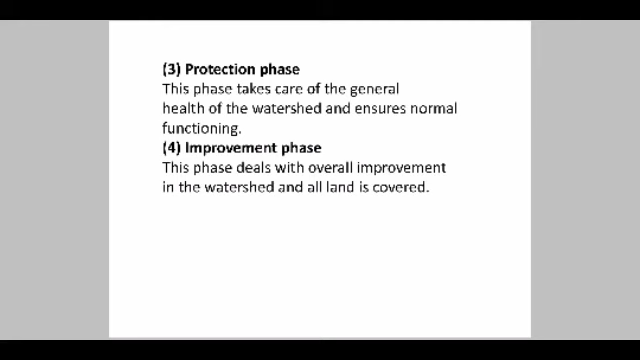 (3) Protection phase
This phase takes care of the general
health of the watershed and ensures normal
functioning.
(4) Improvement phase
This phase deals with overall improvement
in the watershed and all land is covered.